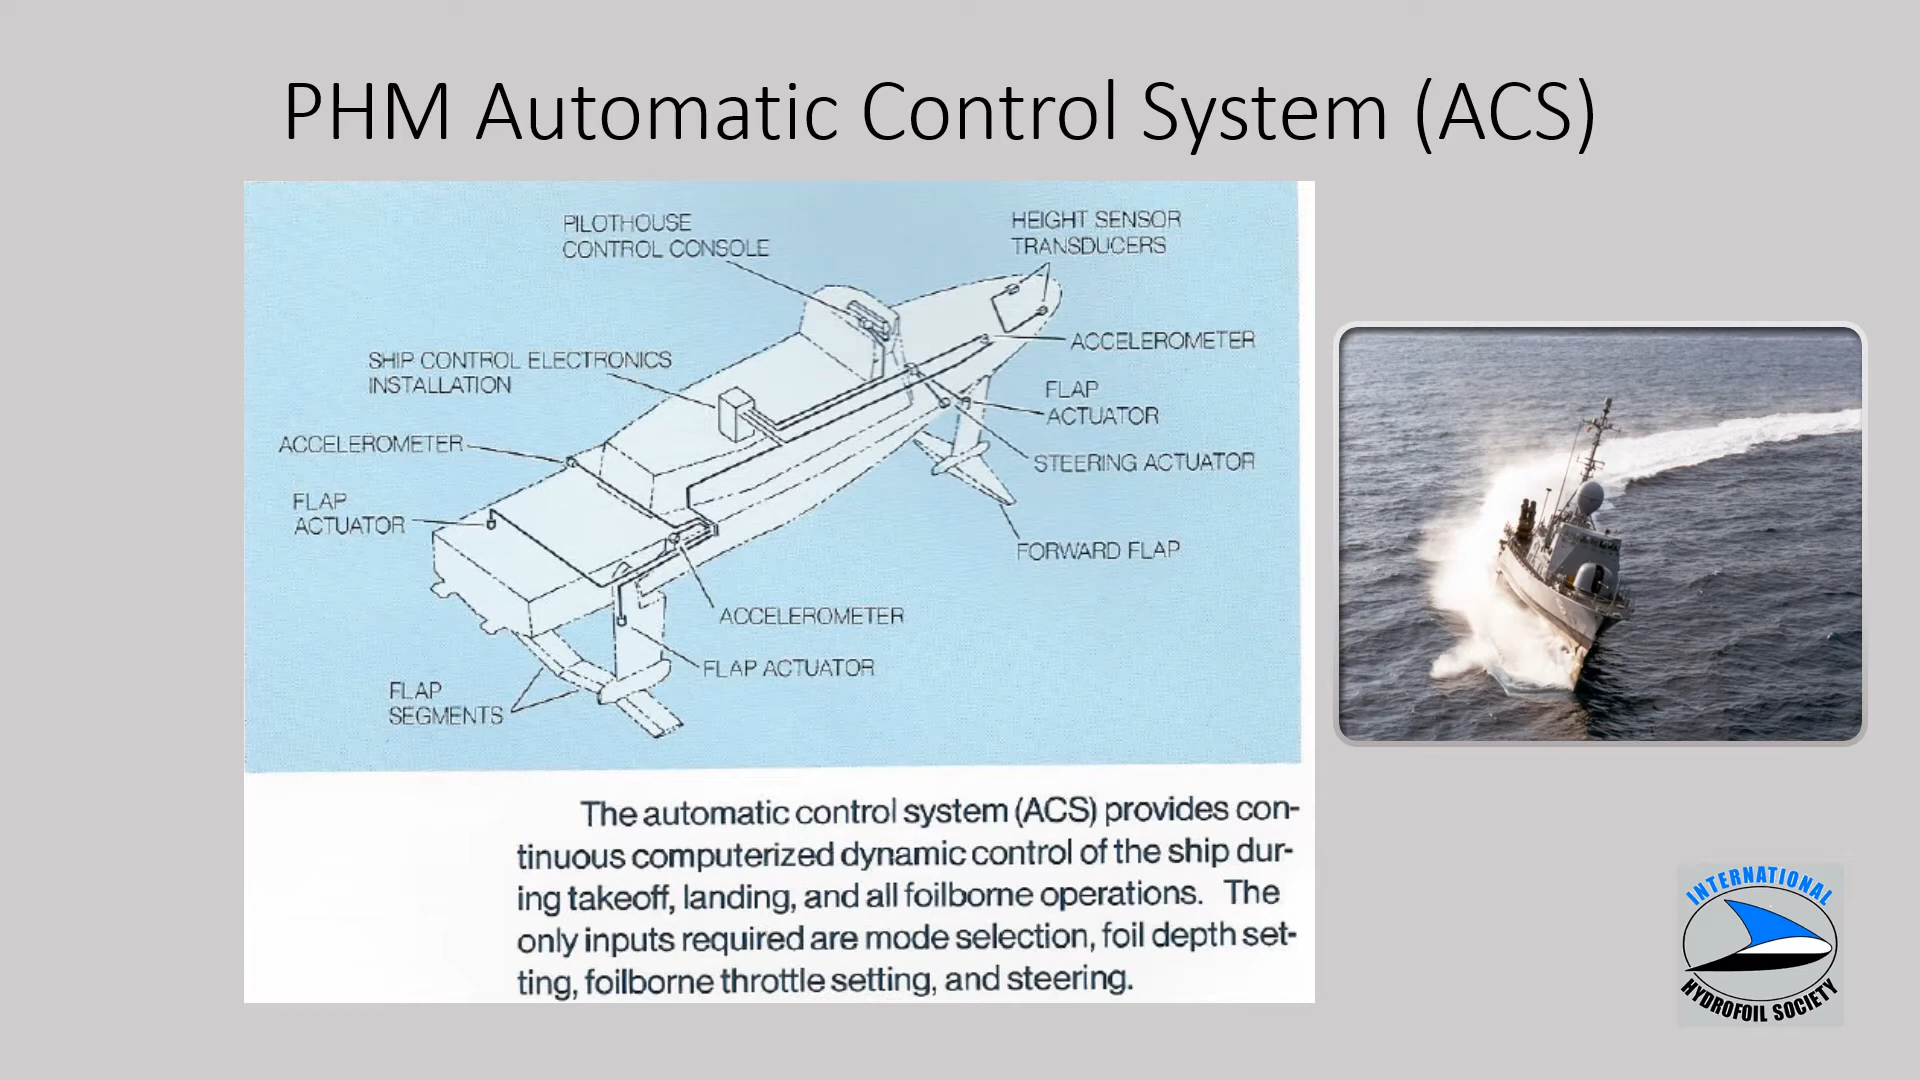 PHM Automatic Control System (ACS)
PILOTHOUSE
CONTROL CONSOLE
HEIGHT SENSOR
TRANSDUCERS
ACCELEROMETER
SHIP CONTROL ELECTRONICS
INSTALLATION
FLAP
ACTUATOR
ACCELEROMETER
STEERING ACTUATOR
FLAP
ACTUATOR
FORWARD FLAP
ACCELEROMETER
FLAP ACTUATOR
FLAP
SEGMENTS
The automatic control system (ACS) provides con-
tinuous computerized dynamic control of the ship dur-
ing takeoff, landing, and all foilborne operations. The
only inputs required are mode selection, foil depth set-
ting, foilborne throttle setting, and steering.
INTERNATIONAL
HYDROFOIL SOCIETY